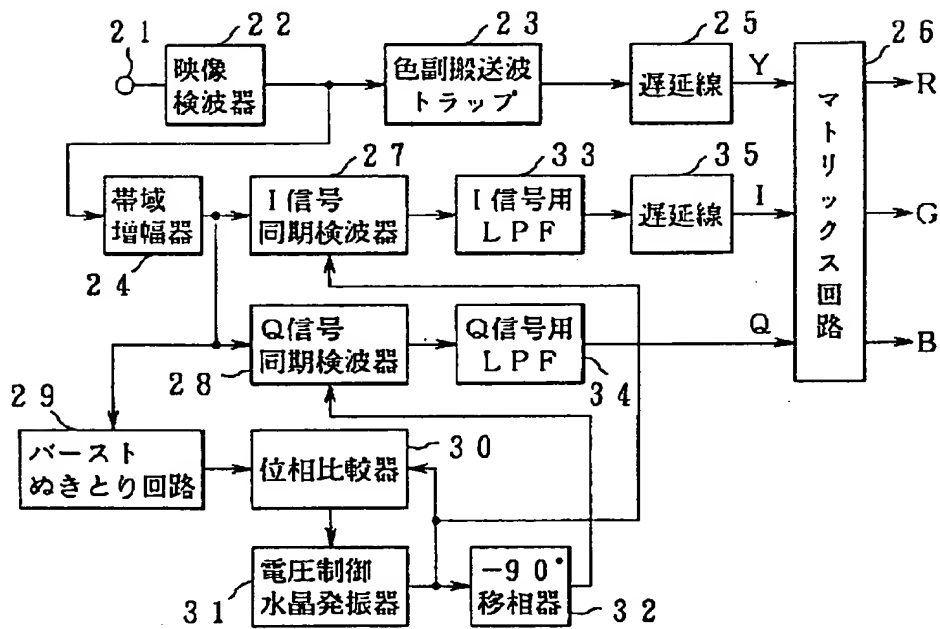 21
22
映像
検波器
23
色副搬送波
トラップ
25
遅延線
Y
26
マトリックス回路
R
G
B
帯域
増幅器
24
27
I信号
同期検波器
33
I信号用
LPF
35
遅延線
I
Q信号
同期検波器
28
Q信号用
LPF
34
Q
29
バースト
ぬきとり回路
30
位相比較器
電圧制御
水晶発振器
31
-90°
移相器
32